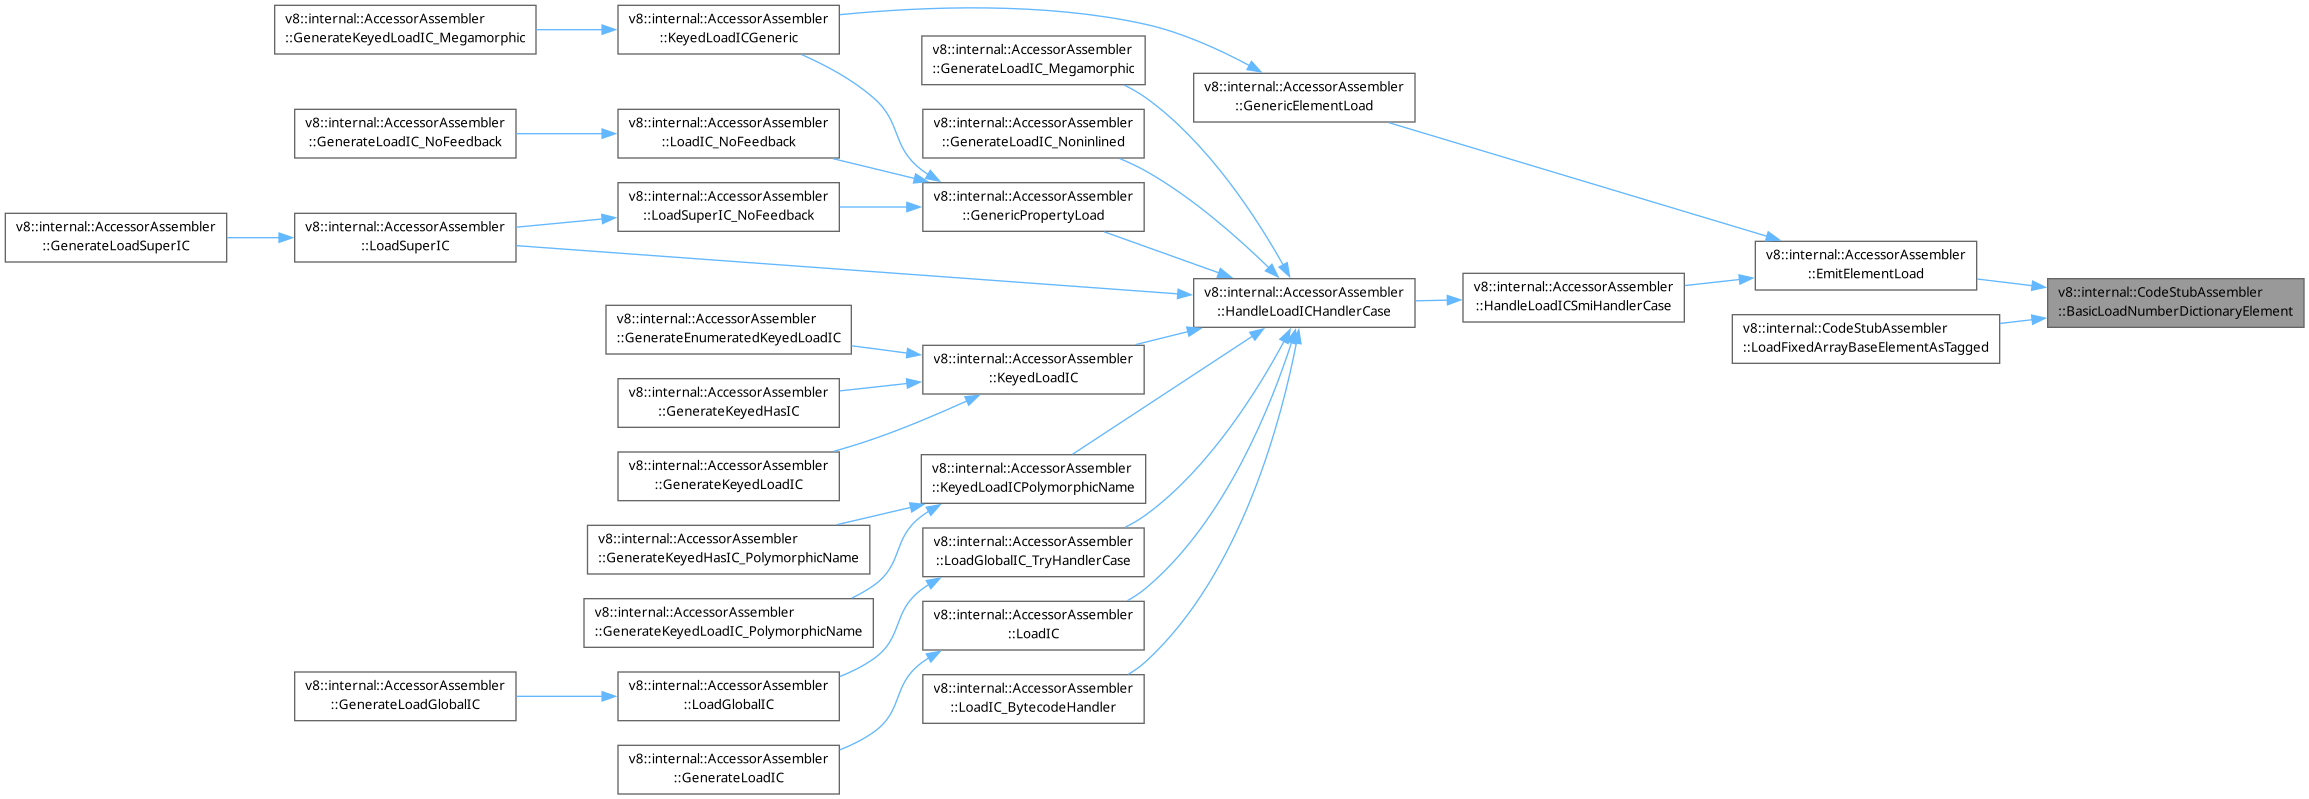 v8::internal::AccessorAssembler
::GenerateKeyedLoadIC_Megamorphic
v8::internal::AccessorAssembler
::KeyedLoadICGeneric
v8::internal::AccessorAssembler
::GenerateLoadIC_Megamorphic
v8::internal::AccessorAssembler
::GenericElementLoad
v8::internal::AccessorAssembler
::GenerateLoadIC_NoFeedback
v8::internal::AccessorAssembler
::LoadIC_NoFeedback
v8::internal::AccessorAssembler
::GenerateLoadIC_Noninlined
v8::internal::AccessorAssembler
::LoadSuperIC_NoFeedback
v8::internal::AccessorAssembler
::GenericPropertyLoad
v8::internal::AccessorAssembler
::GenerateLoadSuperIC
v8::internal::AccessorAssembler
::LoadSuperIC
v8::internal::AccessorAssembler
::EmitElementLoad
v8::internal::AccessorAssembler
::HandleLoadICHandlerCase
v8::internal::AccessorAssembler
::HandleLoadICSmiHandlerCase
v8::internal::CodeStubAssembler
::BasicLoadNumberDictionaryElement
v8::internal::CodeStubAssembler
::LoadFixedArrayBaseElementAsTagged
v8::internal::AccessorAssembler
::GenerateEnumeratedKeyedLoadIC
v8::internal::AccessorAssembler
::KeyedLoadIC
v8::internal::AccessorAssembler
::GenerateKeyedHasIC
v8::internal::AccessorAssembler
::GenerateKeyedLoadIC
v8::internal::AccessorAssembler
::KeyedLoadICPolymorphicName
v8::internal::AccessorAssembler
::GenerateKeyedHasIC_PolymorphicName
v8::internal::AccessorAssembler
::LoadGlobalIC_TryHandlerCase
v8::internal::AccessorAssembler
::GenerateKeyedLoadIC_PolymorphicName
v8::internal::AccessorAssembler
::LoadIC
v8::internal::AccessorAssembler
::GenerateLoadGlobalIC
v8::internal::AccessorAssembler
::LoadGlobalIC
v8::internal::AccessorAssembler
::LoadIC_BytecodeHandler
v8::internal::AccessorAssembler
::GenerateLoadIC